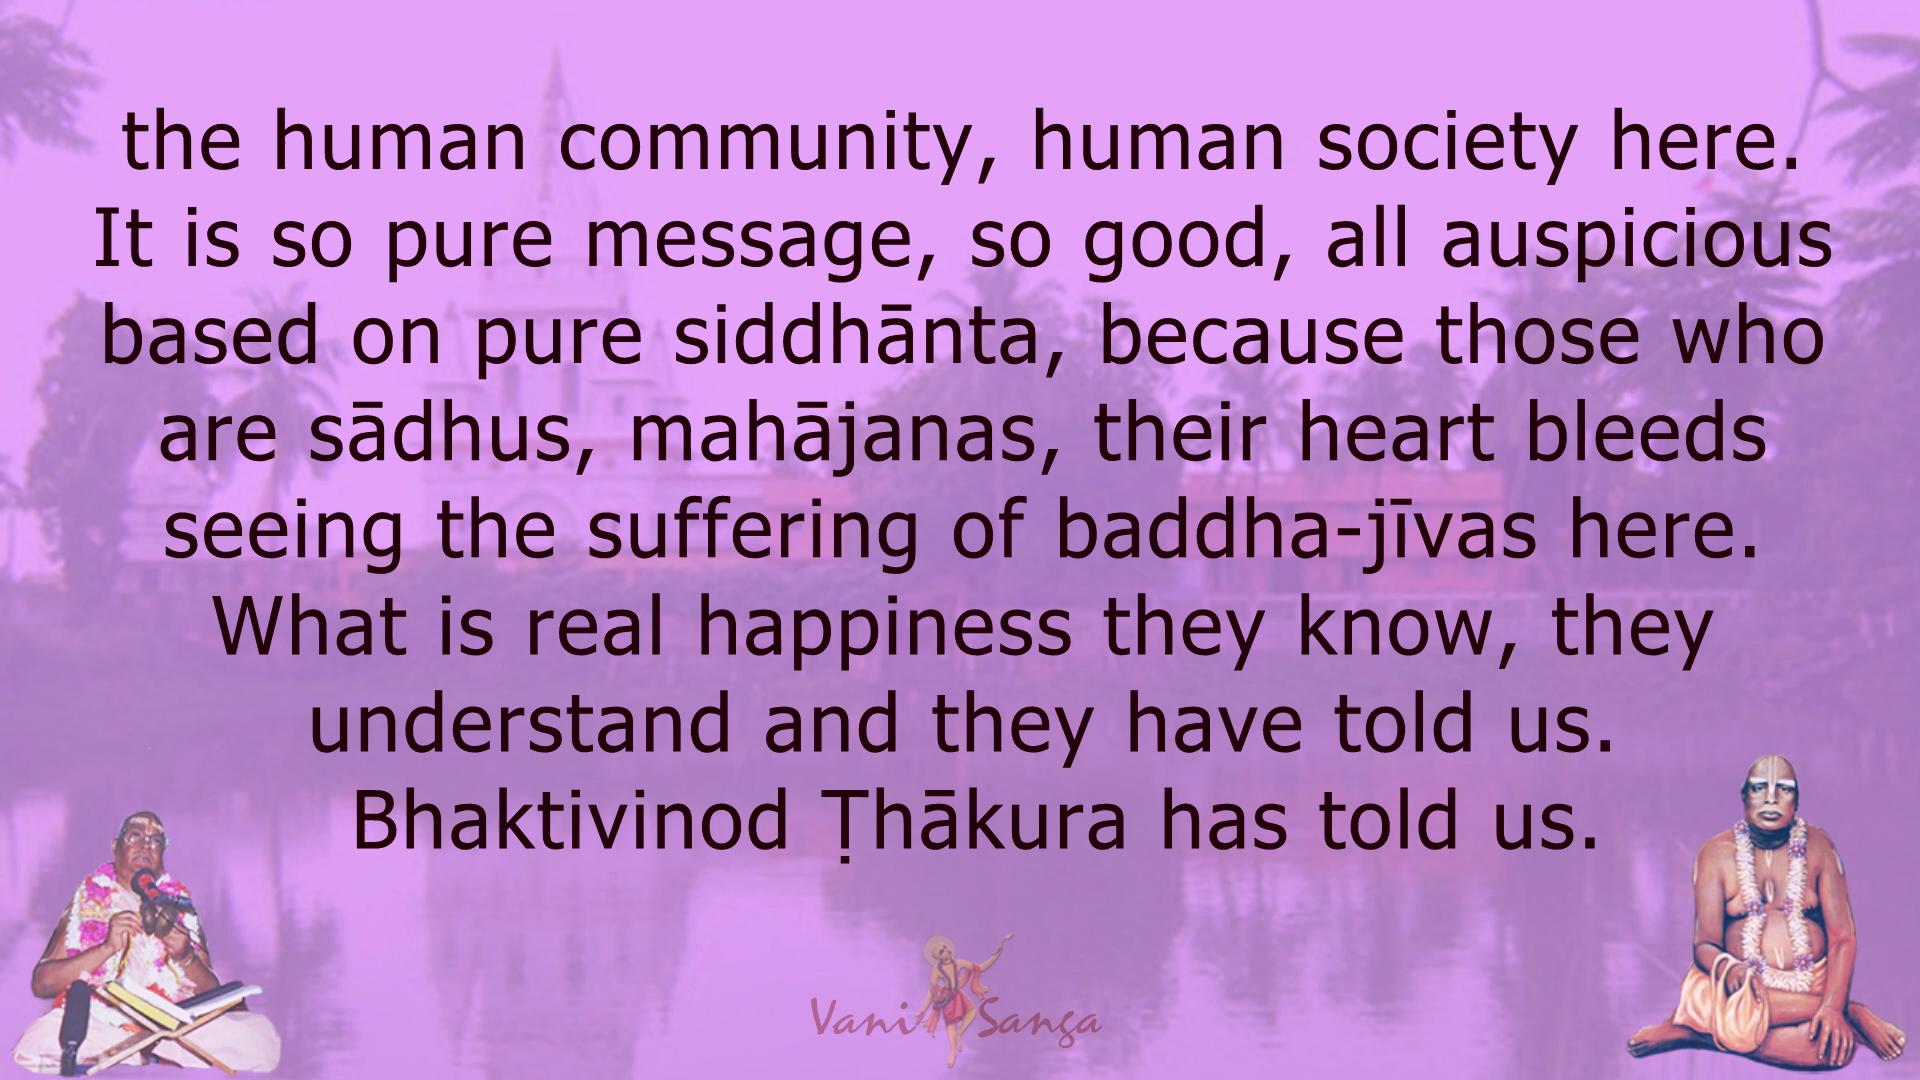 the human community, human society here.
It is so pure message, so good, all auspicious
based on pure siddhānta, because those who
are sādhus, mahājanas, their heart bleeds
seeing the suffering of baddha-jīvas here.
What is real happiness they know, they
understand and they have told us.
Bhaktivinod Ṭhākura has told us.
Vani Sanga